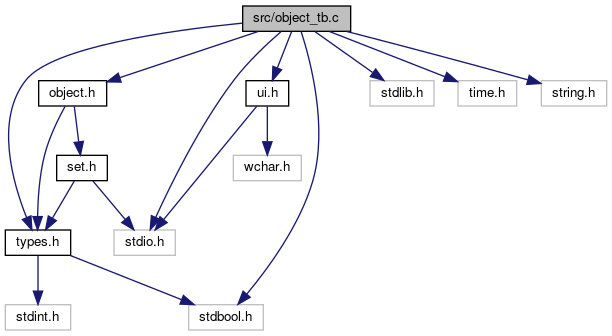 src/object_tb.c
object.h
ui.h
stdlib.h
time.h
string.h
set.h
wchar.h
types.h
stdio.h
stdint.h
stdbool.h